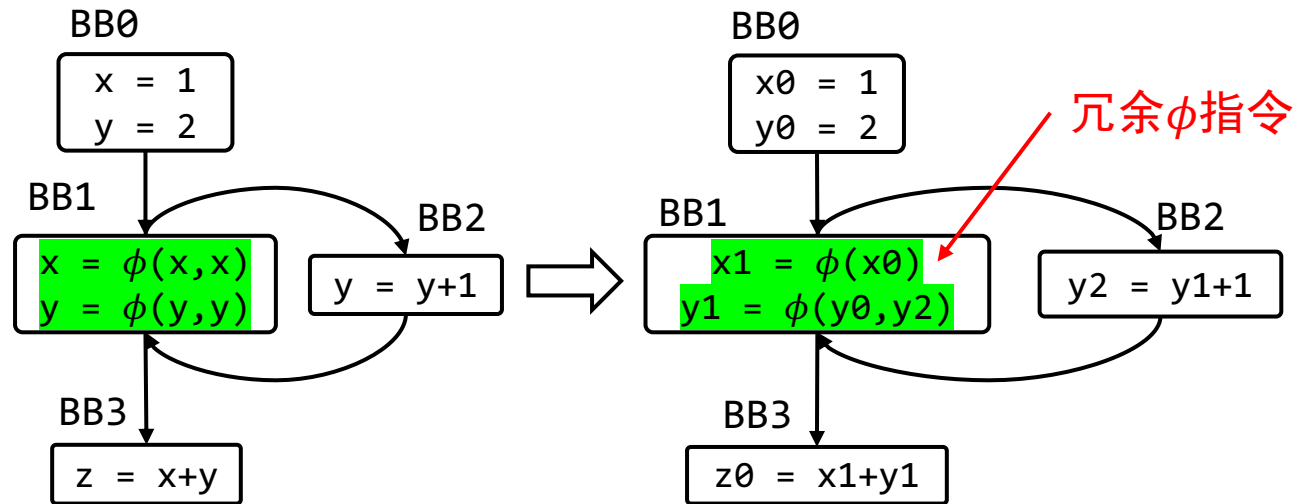 BB0
x = 1
y = 2
BB1
x = ϕ(x,x)
y = ϕ(y,y)
BB2
y = y+1
BB3
z = x+y
BB0
x0 = 1
y0 = 2
冗余ϕ指令
BB1
x1 = ϕ(x0)
y1 = ϕ(y0,y2)
BB2
y2 = y1+1
BB3
z0 = x1+y1